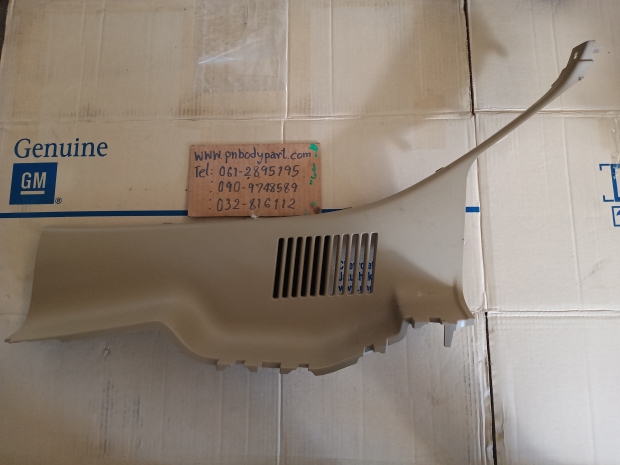 Genuine
GM
www.pnbodypart.com
Tel: 061-2895195
: 090-9748589
: 032-816112